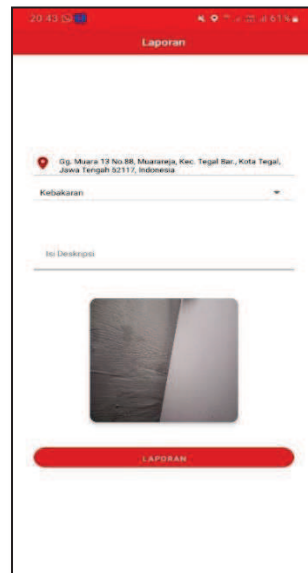 20:43
61%
Laporan
Gg. Muara 13 No.88, Muarareja, Kec. Tegal Bar., Kota Tegal,
Jawa Tengah 52117, Indonesia
Kebakaran
Isi Deskripsi
LAPORAN